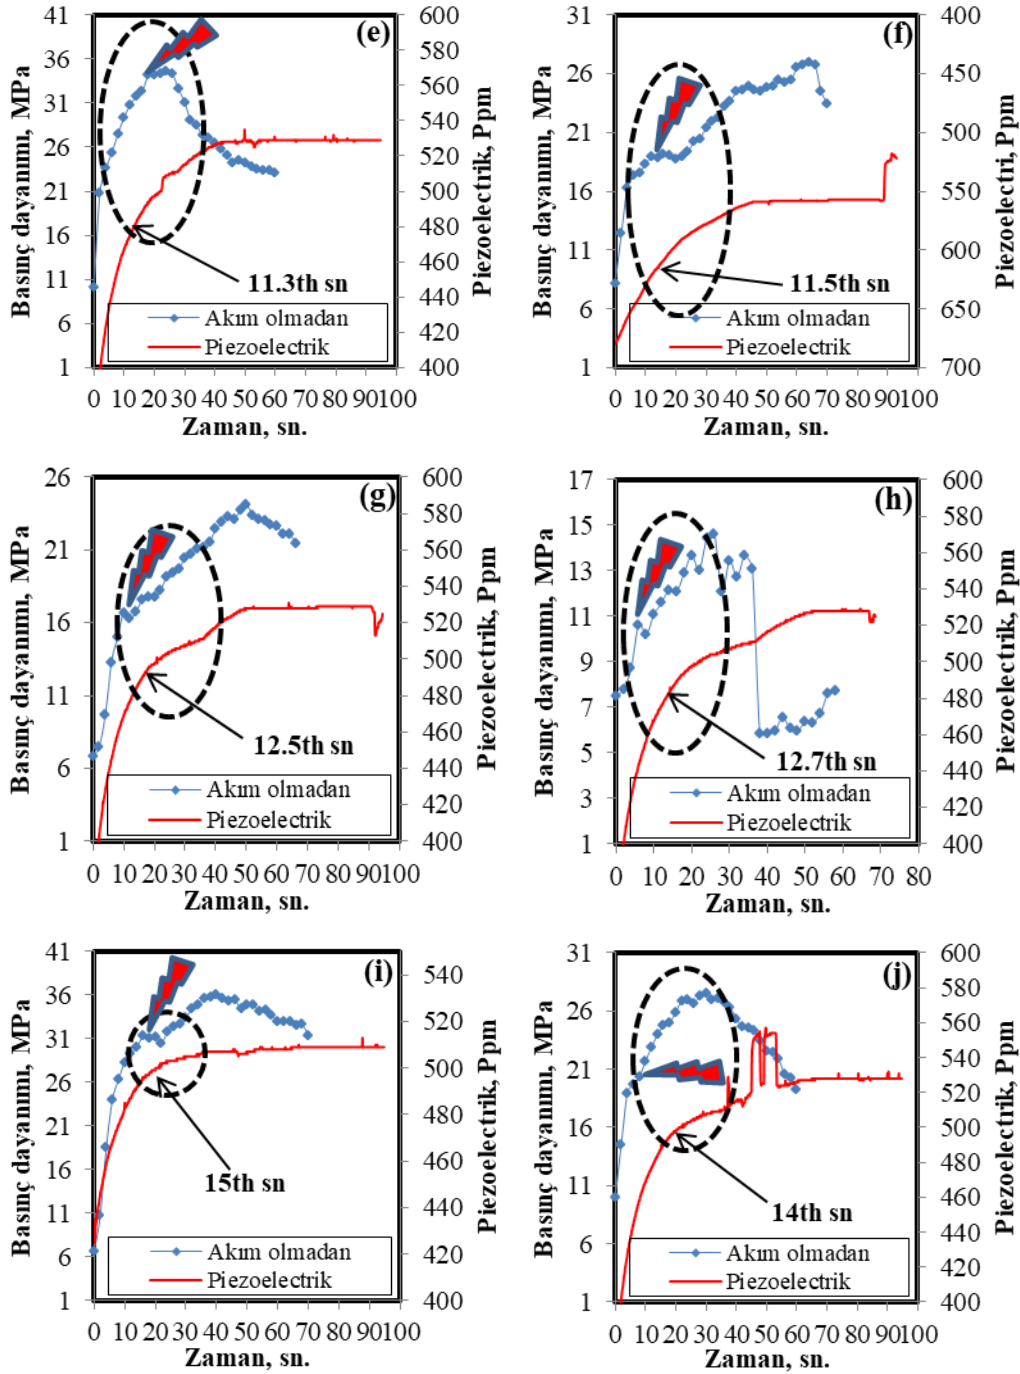 (e)
41
36
31
26
21
16
11
6
1
600
580
560
540
520
500
480
460
440
420
400
Basınç dayanımı, MPa
Piezoelectrik, Ppm
11.3th sn
Akım olmadan
Piezoelectrik
0 10 20 30 40 50 60 70 80 90 100
Zaman, sn.
(f)
31
26
21
16
11
6
1
400
450
500
550
600
650
700
Basınç dayanımı, MPa
Piezoelectri, Ppm
11.5th sn
Akım olmadan
Piezoelectrik
0 10 20 30 40 50 60 70 80 90 100
Zaman, sn.
(g)
26
21
16
11
6
1
600
580
560
540
520
500
480
460
440
420
400
Basınç dayanımı, MPa
Piezoelectrik, Ppm
12.5th sn
Akım olmadan
Piezoelectrik
0 10 20 30 40 50 60 70 80 90 100
Zaman, sn.
(h)
17
15
13
11
9
7
5
3
1
600
580
560
540
520
500
480
460
440
420
400
Basınç dayanımı, MPa
Piezoelectrik, Ppm
12.7th sn
Akım olmadan
Piezoelectrik
0 10 20 30 40 50 60 70 80
Zaman, sn.
(i)
41
36
31
26
21
16
11
6
1
540
520
500
480
460
440
420
400
Basınç dayanımı, MPa
Piezoelectrik, Ppm
15th sn
Akım olmadan
Piezoelectrik
0 10 20 30 40 50 60 70 80 90 100
Zaman, sn.
(j)
31
26
21
16
11
6
1
600
580
560
540
520
500
480
460
440
420
400
Basınç dayanımı, MPa
Piezoelectrik, Ppm
14th sn
Akım olmadan
Piezoelectrik
0 10 20 30 40 50 60 70 80 90 100
Zaman, sn.